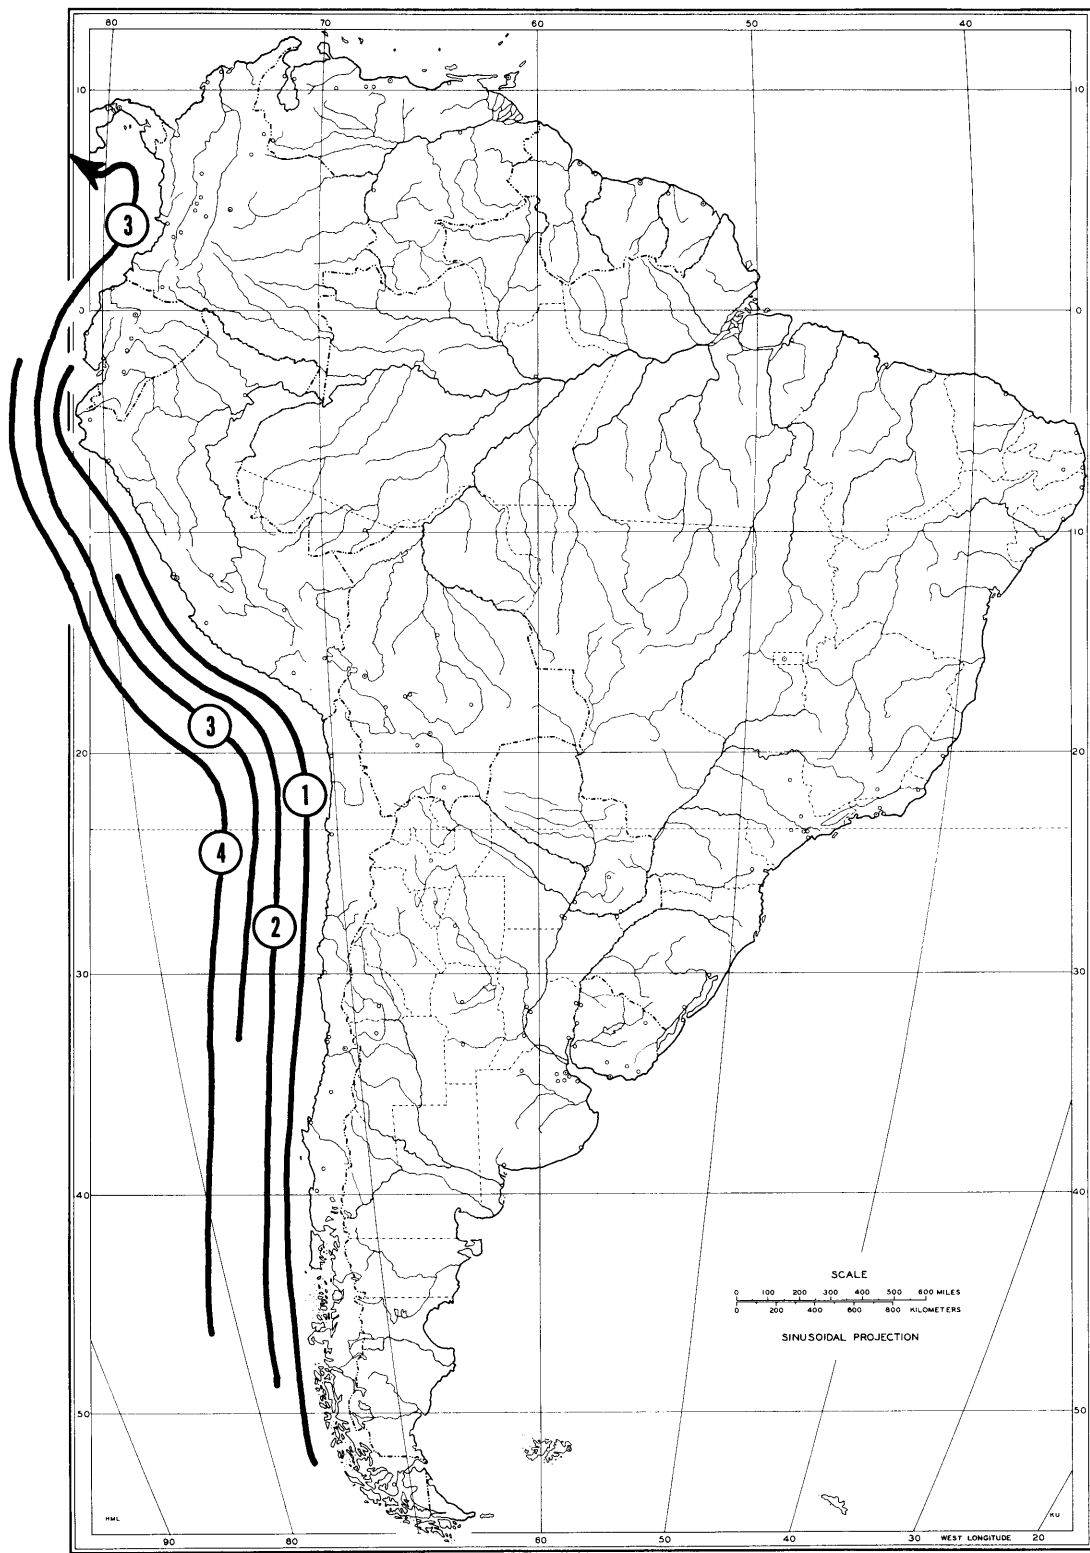 80 70 60 50 40
10 10
3
0 0
10 10
3
20 1 20
4
2
30 30
40 40
SCALE
0 100 200 300 400 500 600 MILES
0 200 400 600 800 KILOMETERS
SINUSOIDAL PROJECTION
50 50
HML KU
90 80 60 50 40 30 WEST LONGITUDE 20